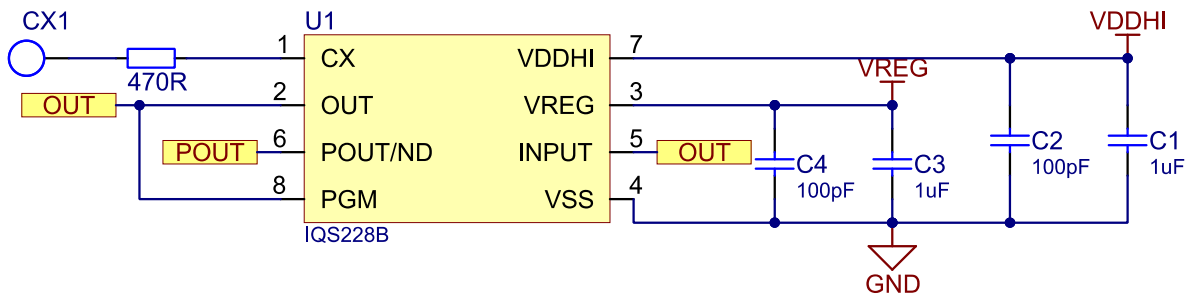 CX1
U1
VDDHI
1
CX
VDDHI
7
470R
VREG
OUT
2
OUT
VREG
3
POUT
6
POUT/ND
INPUT
5
OUT
C4
100pF
C3
1uF
C2
100pF
C1
1uF
8
PGM
VSS
4
IQS228B
GND